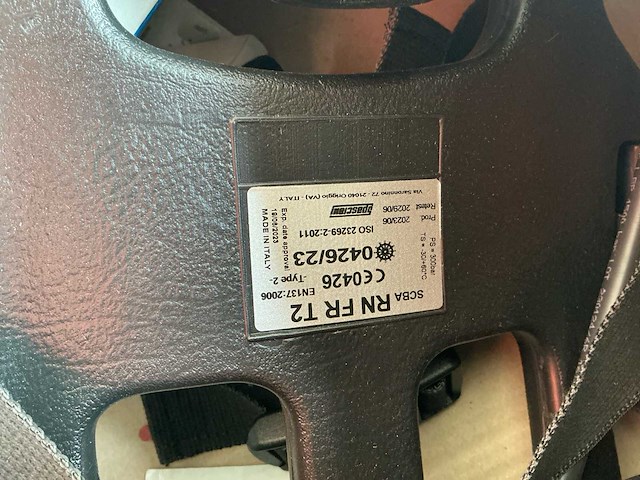 SCBA RN FR T2
EN137:2006
CE0426 -Type 2-
0426/23
ISO 23269-2:2011
PS = 300bar
TS = -30+60°C
Prod. 2023/06
Retest 2029/06
Spasciani
Exp. date approval
19/06/2023
MADE IN ITALY
Via Saronnino 72 - 21040 Origgio (VA) - ITALY